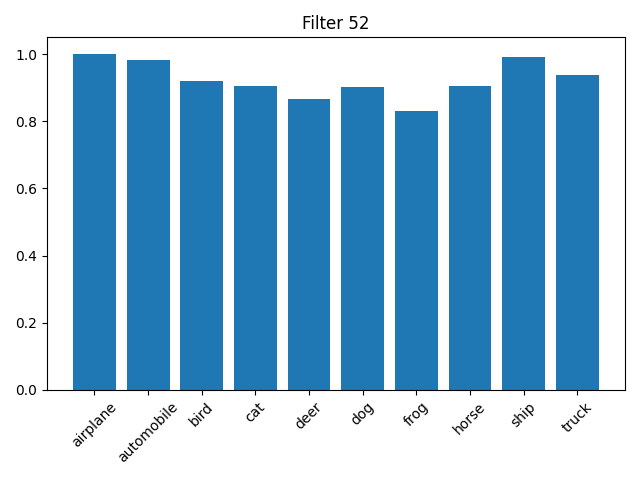 Filter 52
1.0
0.8
0.6
0.4
0.2
0.0
airplane
automobile
bird
cat
deer
dog
frog
horse
ship
truck